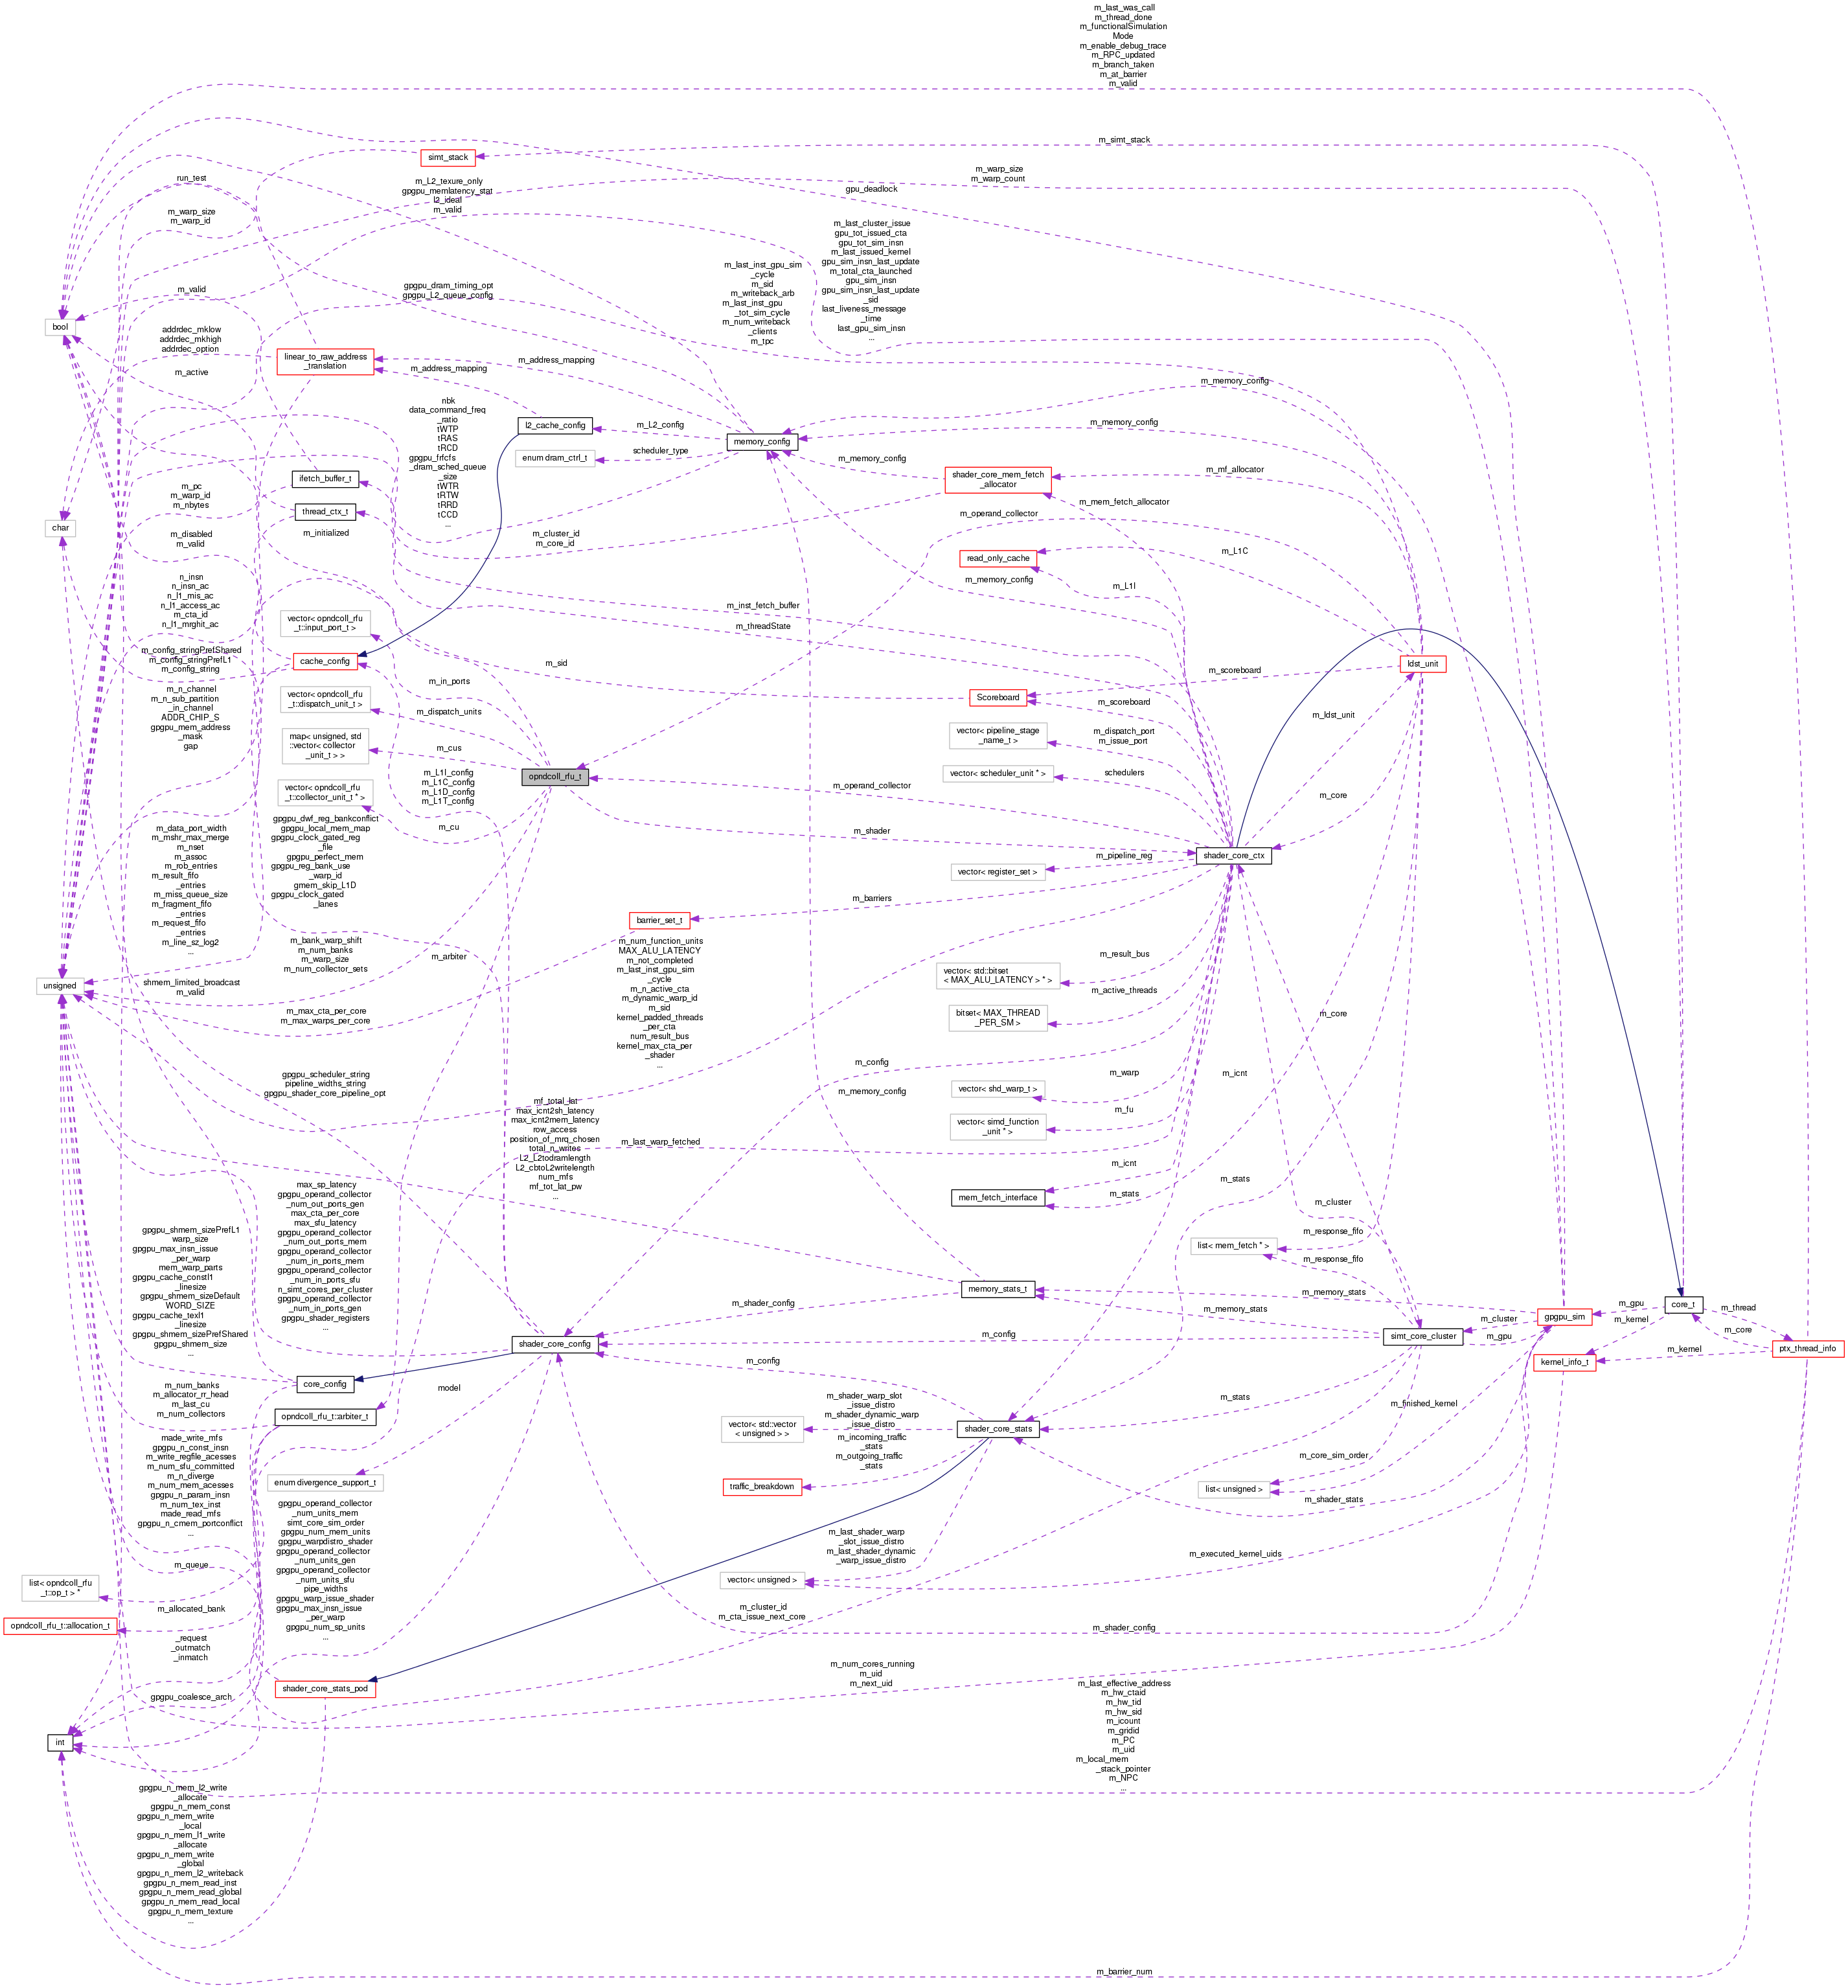 m_last_was_call
m_thread_done
m_functionalSimulation
Mode
m_enable_debug_trace
m_RPC_updated
m_branch_taken
m_at_barrier
m_valid
simt_stack
m_simt_stack
run_test
m_L2_texure_only
gpgpu_memlatency_stat
l2_ideal
m_valid
m_warp_size
m_warp_count
gpu_deadlock
m_warp_size
m_warp_id
m_last_cluster_issue
gpu_tot_issued_cta
gpu_tot_sim_insn
m_last_issued_kernel
gpu_sim_insn_last_update
m_total_cta_launched
gpu_sim_insn
gpu_sim_insn_last_update
_sid
last_liveness_message
_time
last_gpu_sim_insn
...
m_last_inst_gpu_sim
_cycle
m_sid
m_writeback_arb
m_last_inst_gpu
_tot_sim_cycle
m_num_writeback
_clients
m_tpc
m_valid
gpgpu_dram_timing_opt
gpgpu_L2_queue_config
bool
addrdec_mklow
addrdec_mkhigh
addrdec_option
linear_to_raw_address
_translation
m_address_mapping
m_address_mapping
m_active
m_memory_config
nbk
data_command_freq
_ratio
tWTP
tRAS
tRCD
gpgpu_frfcfs
_dram_sched_queue
_size
tWTR
tRTW
tRRD
tCCD
...
l2_cache_config
m_L2_config
memory_config
m_memory_config
enum dram_ctrl_t
scheduler_type
m_memory_config
shader_core_mem_fetch
_allocator
m_mf_allocator
ifetch_buffer_t
m_pc
m_warp_id
m_nbytes
thread_ctx_t
m_mem_fetch_allocator
m_operand_collector
char
m_disabled
m_valid
m_initialized
m_cluster_id
m_core_id
read_only_cache
m_L1C
m_L1I
m_memory_config
n_insn
n_insn_ac
n_l1_mis_ac
n_l1_access_ac
m_cta_id
n_l1_mrghit_ac
vector< opndcoll_rfu
_t::input_port_t >
m_inst_fetch_buffer
m_threadState
m_config_stringPrefShared
m_config_stringPrefL1
m_config_string
cache_config
m_sid
ldst_unit
m_scoreboard
m_in_ports
Scoreboard
m_scoreboard
m_n_channel
m_n_sub_partition
_in_channel
ADDR_CHIP_S
gpgpu_mem_address
_mask
gap
vector< opndcoll_rfu
_t::dispatch_unit_t >
m_dispatch_units
map< unsigned, std
::vector< collector
_unit_t > >
m_cus
vector< pipeline_stage
_name_t >
m_dispatch_port
m_issue_port
m_ldst_unit
opndcoll_rfu_t
vector< scheduler_unit * >
schedulers
m_operand_collector
m_core
vector< opndcoll_rfu
_t::collector_unit_t * >
m_L1I_config
m_L1C_config
m_L1D_config
m_L1T_config
m_cu
m_shader
shader_core_ctx
m_data_port_width
m_mshr_max_merge
m_nset
m_assoc
m_rob_entries
m_result_fifo
_entries
m_miss_queue_size
m_fragment_fifo
_entries
m_request_fifo
_entries
m_line_sz_log2
...
gpgpu_dwf_reg_bankconflict
gpgpu_local_mem_map
gpgpu_clock_gated_reg
_file
gpgpu_perfect_mem
gpgpu_reg_bank_use
_warp_id
gmem_skip_L1D
gpgpu_clock_gated
_lanes
m_pipeline_reg
vector< register_set >
m_barriers
barrier_set_t
m_bank_warp_shift
m_num_banks
m_warp_size
m_num_collector_sets
m_arbiter
m_num_function_units
MAX_ALU_LATENCY
m_not_completed
m_last_inst_gpu_sim
_cycle
m_n_active_cta
m_dynamic_warp_id
m_sid
kernel_padded_threads
_per_cta
num_result_bus
kernel_max_cta_per
_shader
...
m_result_bus
vector< std::bitset
< MAX_ALU_LATENCY > * >
unsigned
shmem_limited_broadcast
m_valid
m_max_cta_per_core
m_max_warps_per_core
m_active_threads
bitset< MAX_THREAD
_PER_SM >
m_core
m_config
m_icnt
gpgpu_scheduler_string
pipeline_widths_string
gpgpu_shader_core_pipeline_opt
m_warp
vector< shd_warp_t >
m_memory_config
m_fu
vector< simd_function
_unit * >
mf_total_lat
max_icnt2sh_latency
max_icnt2mem_latency
row_access
position_of_mrq_chosen
total_n_writes
L2_L2todramlength
L2_cbtoL2writelength
num_mfs
mf_tot_lat_pw
...
m_last_warp_fetched
m_icnt
m_stats
mem_fetch_interface
m_stats
m_cluster
max_sp_latency
gpgpu_operand_collector
_num_out_ports_gen
max_cta_per_core
max_sfu_latency
gpgpu_operand_collector
_num_out_ports_mem
gpgpu_operand_collector
_num_in_ports_mem
gpgpu_operand_collector
_num_in_ports_sfu
n_simt_cores_per_cluster
gpgpu_operand_collector
_num_in_ports_gen
gpgpu_shader_registers
...
m_response_fifo
list< mem_fetch * >
m_response_fifo
gpgpu_shmem_sizePrefL1
warp_size
gpgpu_max_insn_issue
_per_warp
mem_warp_parts
gpgpu_cache_constl1
_linesize
gpgpu_shmem_sizeDefault
WORD_SIZE
gpgpu_cache_texl1
_linesize
gpgpu_shmem_sizePrefShared
gpgpu_shmem_size
...
memory_stats_t
m_memory_stats
core_t
m_gpu
m_thread
gpgpu_sim
m_shader_config
m_memory_stats
m_cluster
m_kernel
m_core
shader_core_config
m_config
simt_core_cluster
m_gpu
ptx_thread_info
m_kernel
kernel_info_t
m_config
model
core_config
m_num_banks
m_allocator_rr_head
m_last_cu
m_num_collectors
opndcoll_rfu_t::arbiter_t
m_stats
m_finished_kernel
m_shader_warp_slot
_issue_distro
m_shader_dynamic_warp
_issue_distro
vector< std::vector
< unsigned > >
shader_core_stats
m_incoming_traffic
_stats
m_outgoing_traffic
_stats
traffic_breakdown
m_core_sim_order
made_write_mfs
gpgpu_n_const_insn
m_write_regfile_acesses
m_num_sfu_committed
m_n_diverge
m_num_mem_acesses
gpgpu_n_param_insn
m_num_tex_inst
made_read_mfs
gpgpu_n_cmem_portconflict
...
enum divergence_support_t
list< unsigned >
m_shader_stats
gpgpu_operand_collector
_num_units_mem
simt_core_sim_order
gpgpu_num_mem_units
gpgpu_warpdistro_shader
gpgpu_operand_collector
_num_units_gen
gpgpu_operand_collector
_num_units_sfu
pipe_widths
gpgpu_warp_issue_shader
gpgpu_max_insn_issue
_per_warp
gpgpu_num_sp_units
...
m_last_shader_warp
_slot_issue_distro
m_last_shader_dynamic
_warp_issue_distro
m_executed_kernel_uids
m_queue
list< opndcoll_rfu
_t::op_t > *
vector< unsigned >
m_allocated_bank
opndcoll_rfu_t::allocation_t
m_cluster_id
m_cta_issue_next_core
m_shader_config
_request
_outmatch
_inmatch
shader_core_stats_pod
gpgpu_coalesce_arch
m_num_cores_running
m_uid
m_next_uid
m_last_effective_address
m_hw_ctaid
m_hw_tid
m_hw_sid
m_icount
m_gridid
m_PC
m_uid
m_local_mem
_stack_pointer
m_NPC
...
int
gpgpu_n_mem_l2_write
_allocate
gpgpu_n_mem_const
gpgpu_n_mem_write
_local
gpgpu_n_mem_l1_write
_allocate
gpgpu_n_mem_write
_global
gpgpu_n_mem_l2_writeback
gpgpu_n_mem_read_inst
gpgpu_n_mem_read_global
gpgpu_n_mem_read_local
gpgpu_n_mem_texture
...
m_barrier_num